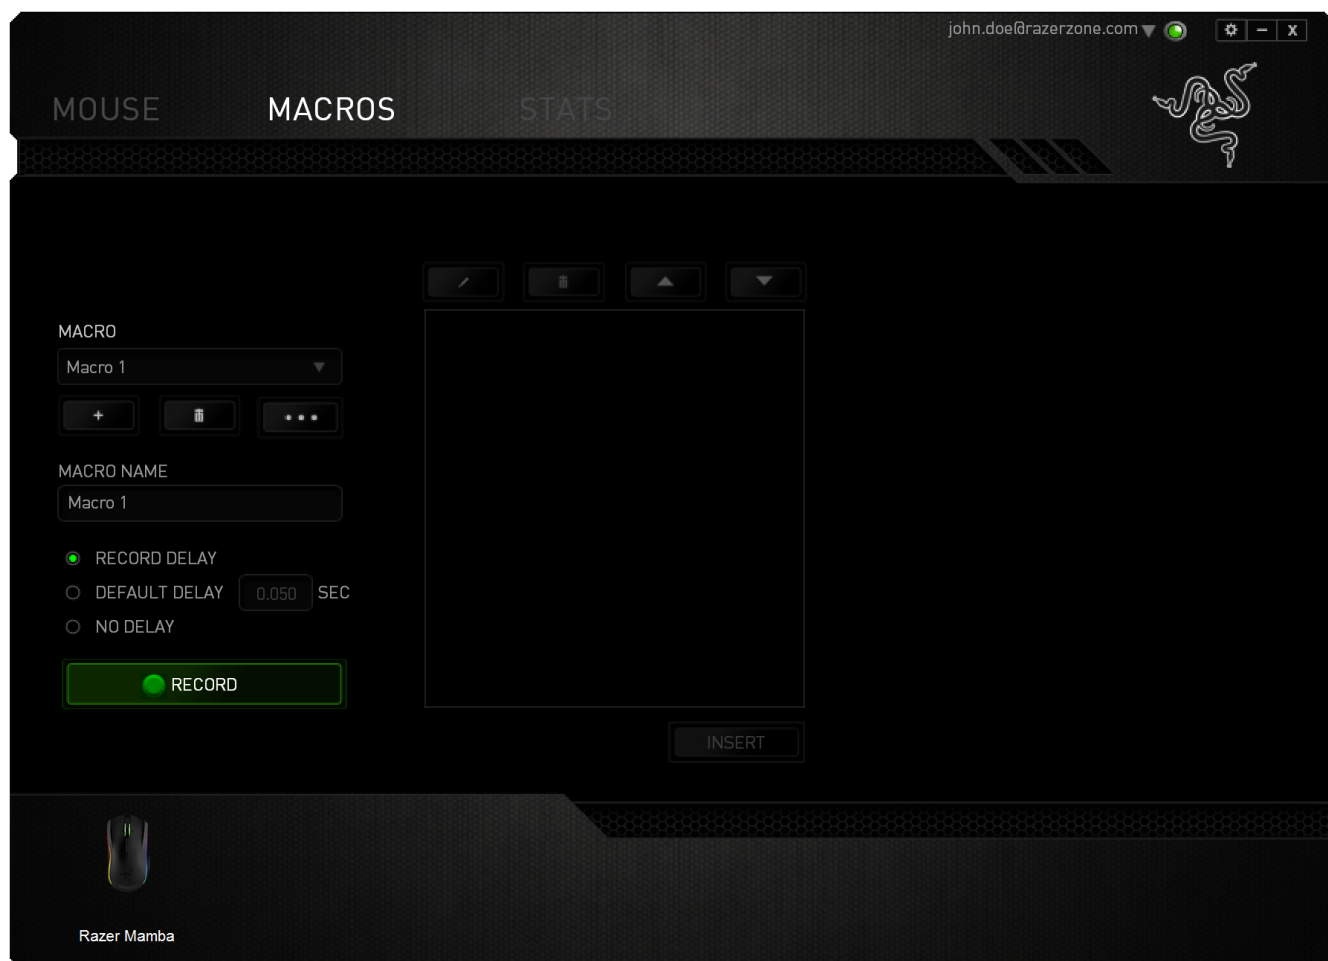 john.doe@razerzone.com
MOUSE MACROS STATS
MACRO
Macro 1
MACRO NAME
Macro 1
RECORD DELAY
DEFAULT DELAY 0.050 SEC
NO DELAY
RECORD
INSERT
Razer Mamba